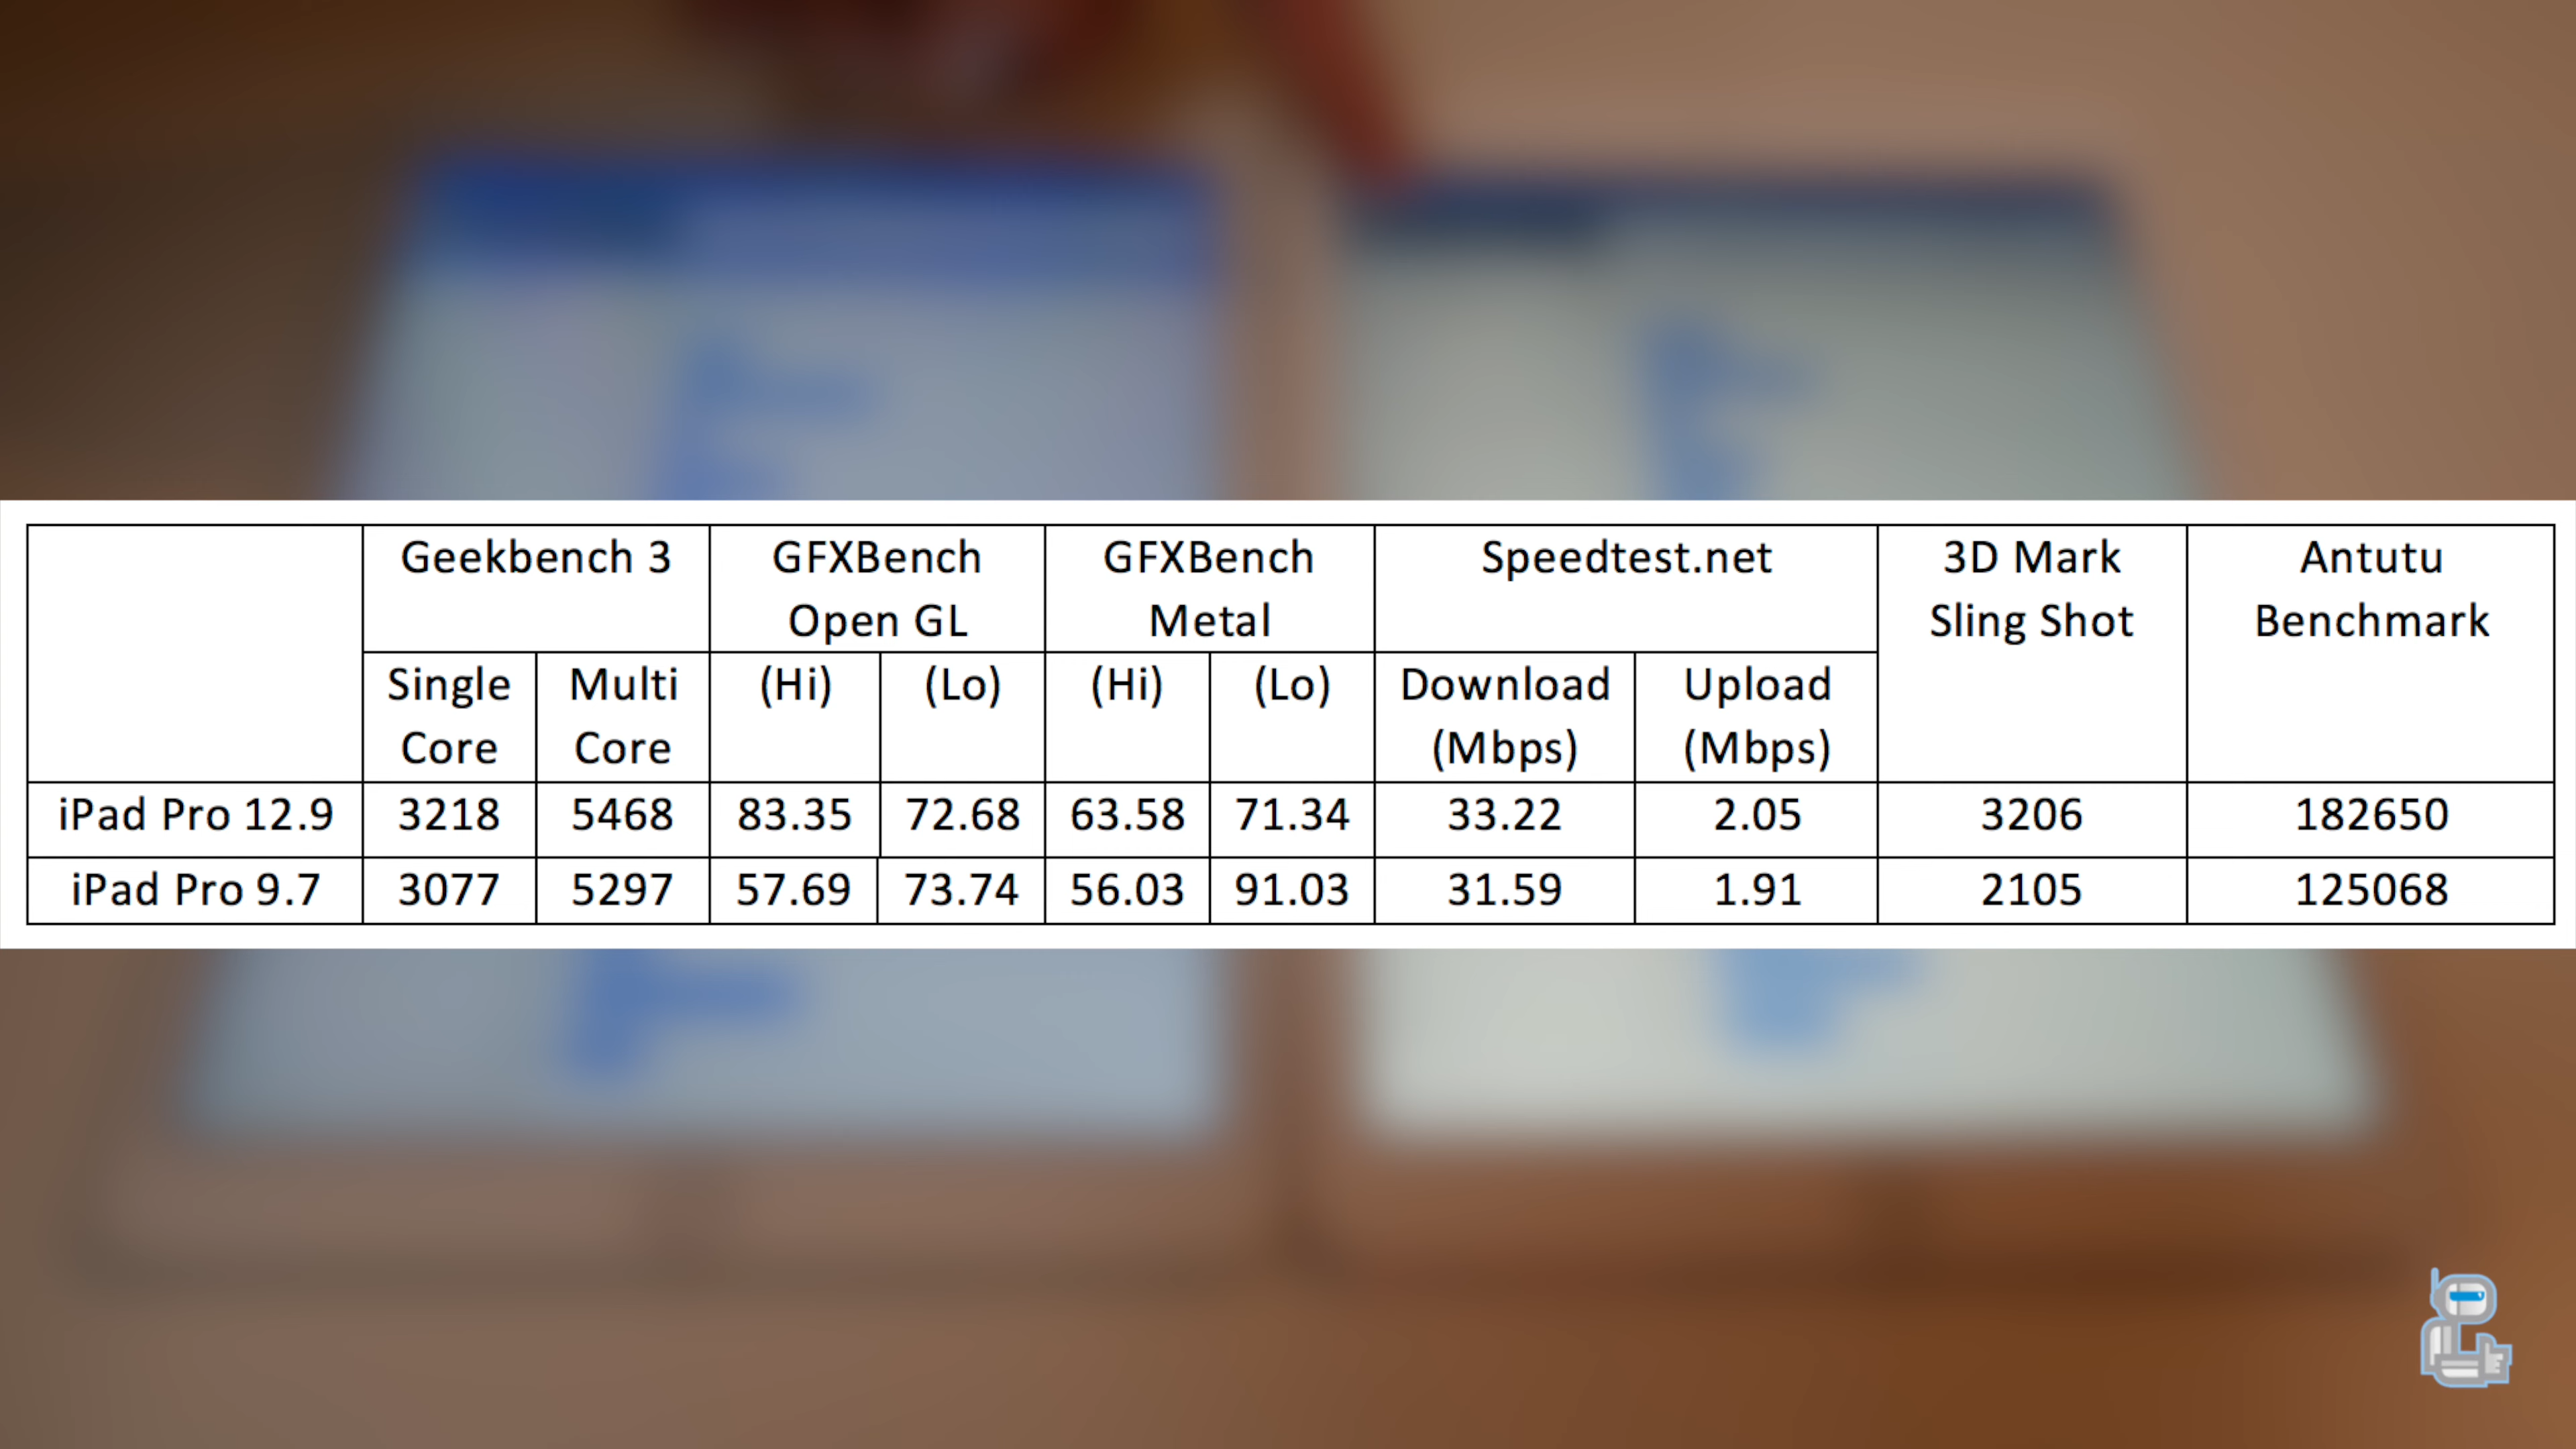 Geekbench 3 GFXBench Open GL GFXBench Metal Speedtest.net 3D Mark Sling Shot Antutu Benchmark
Single Core Multi Core (Hi) (Lo) (Hi) (Lo) Download (Mbps) Upload (Mbps)
iPad Pro 12.9 3218 5468 83.35 72.68 63.58 71.34 33.22 2.05 3206 182650
iPad Pro 9.7 3077 5297 57.69 73.74 56.03 91.03 31.59 1.91 2105 125068